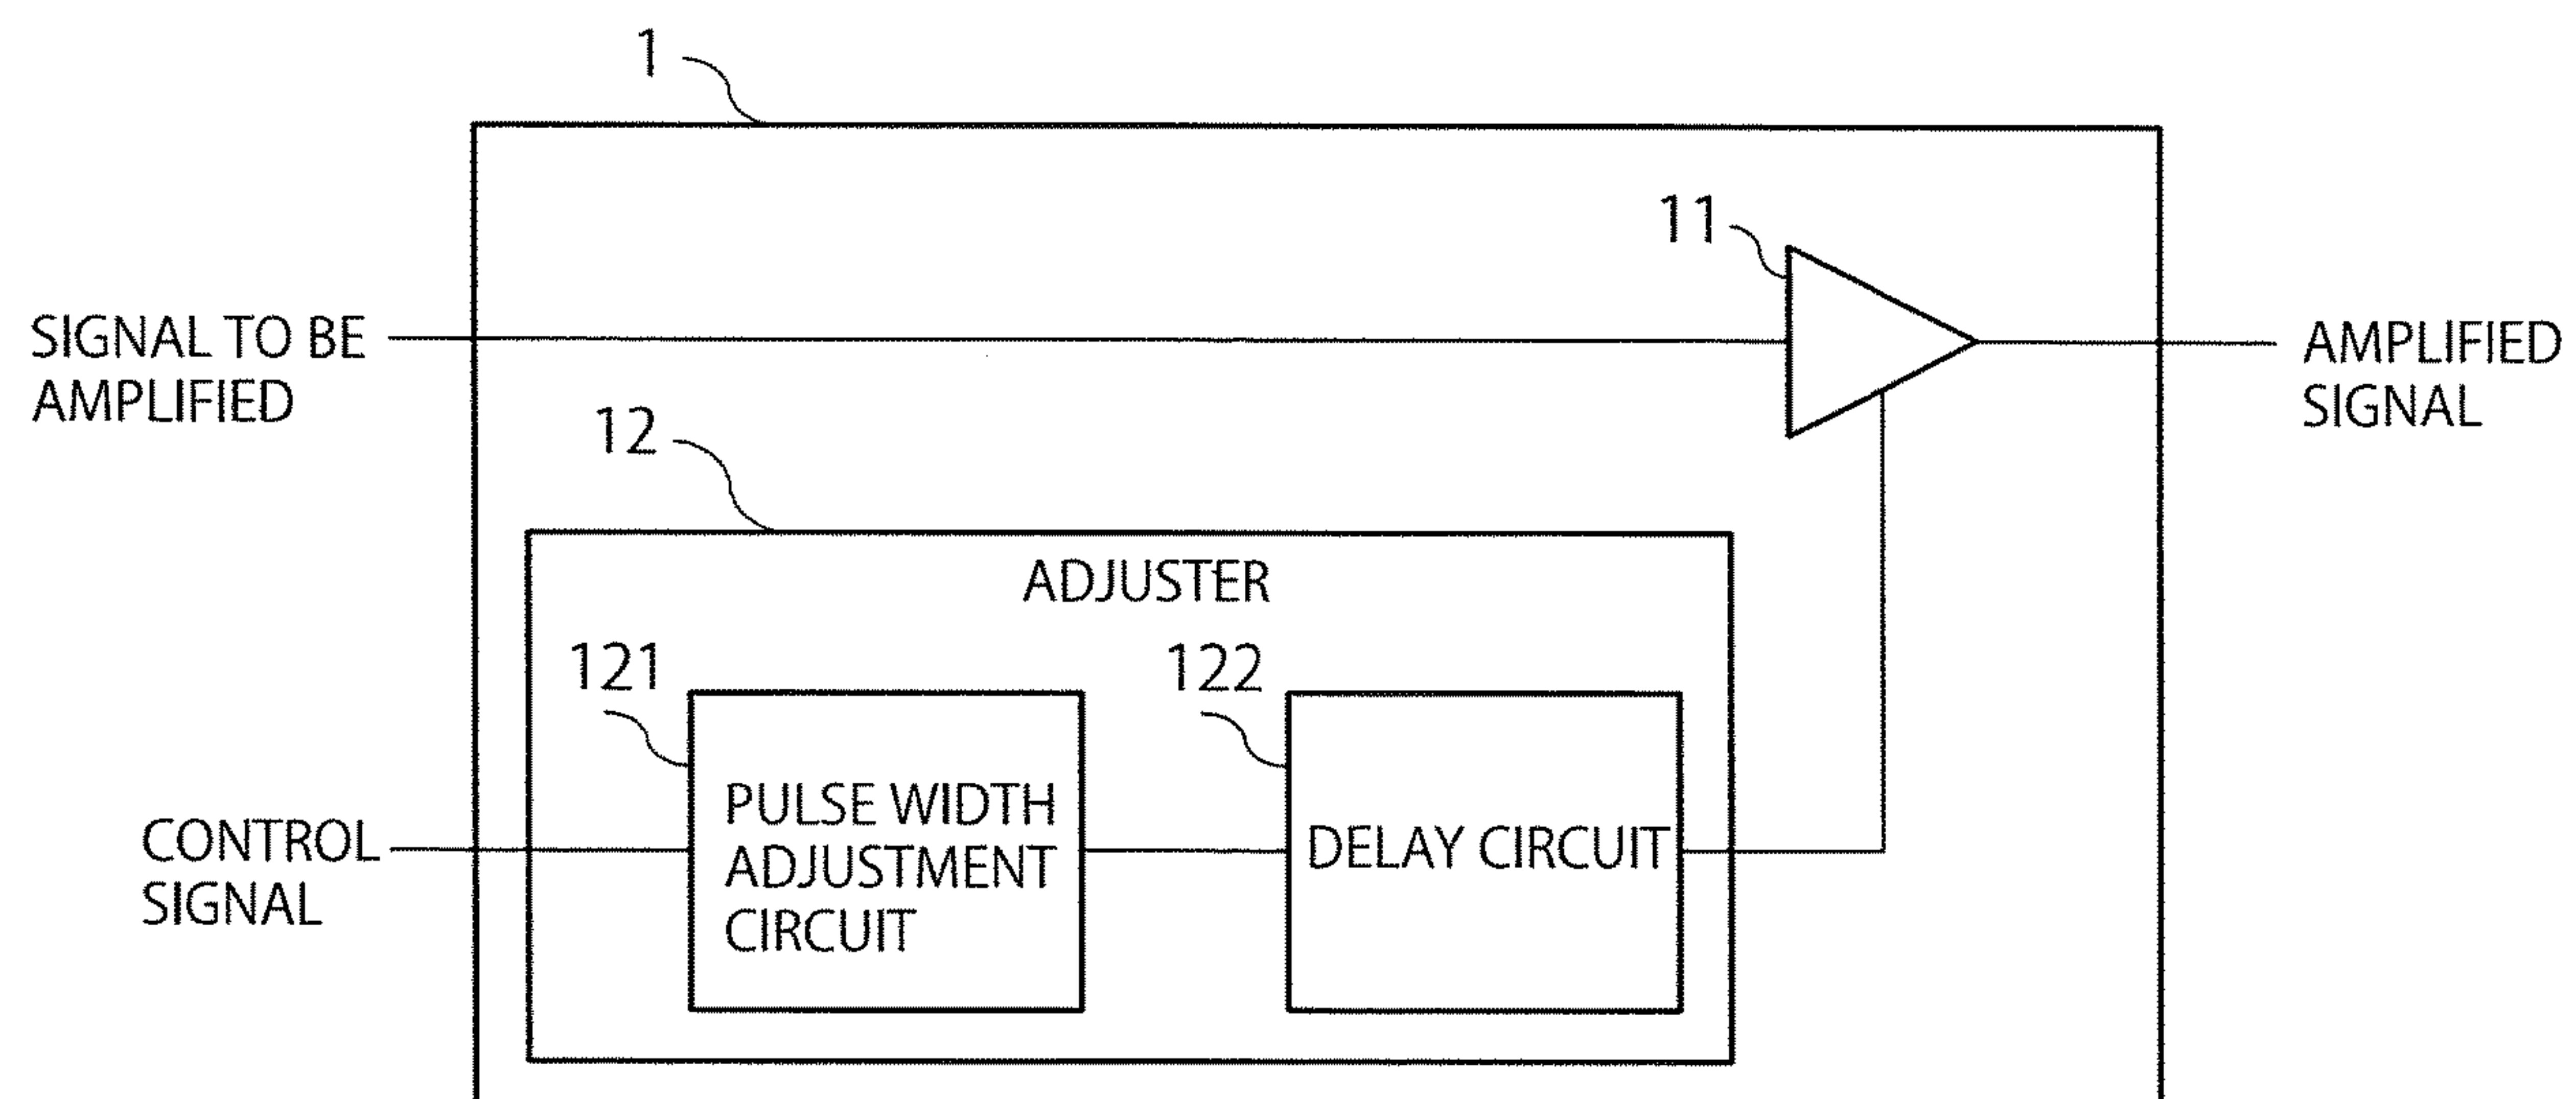 1
11
SIGNAL TO BE
AMPLIFIED
AMPLIFIED
SIGNAL
12
ADJUSTER
121
122
PULSE WIDTH
ADJUSTMENT
CIRCUIT
DELAY CIRCUIT
CONTROL
SIGNAL